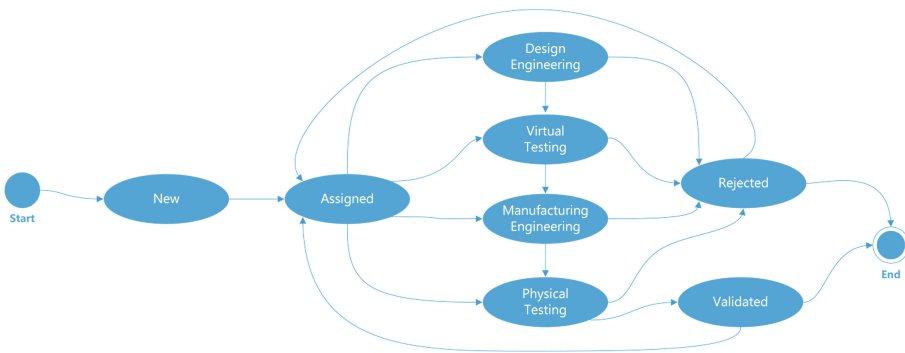 Start
New
Assigned
Design
Engineering
Virtual
Testing
Manufacturing
Engineering
Physical
Testing
Rejected
Validated
End